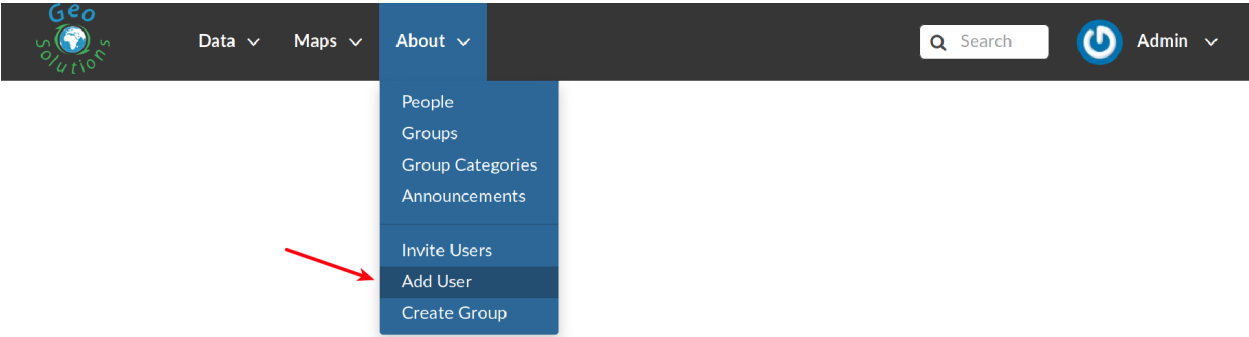 Geo
Solutions
Data
Maps
About
Search
Admin
People
Groups
Group Categories
Announcements
Invite Users
Add User
Create Group